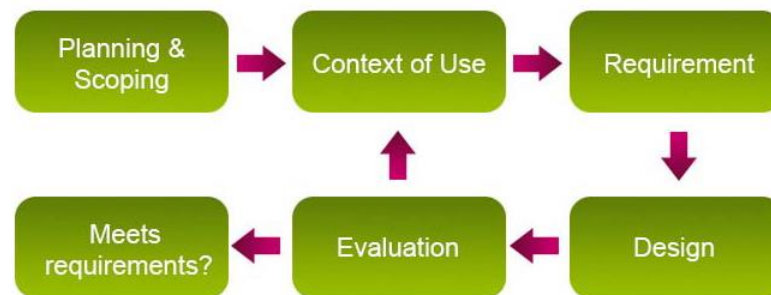 Planning &
Scoping
Context of Use
Requirement
Meets
requirements?
Evaluation
Design